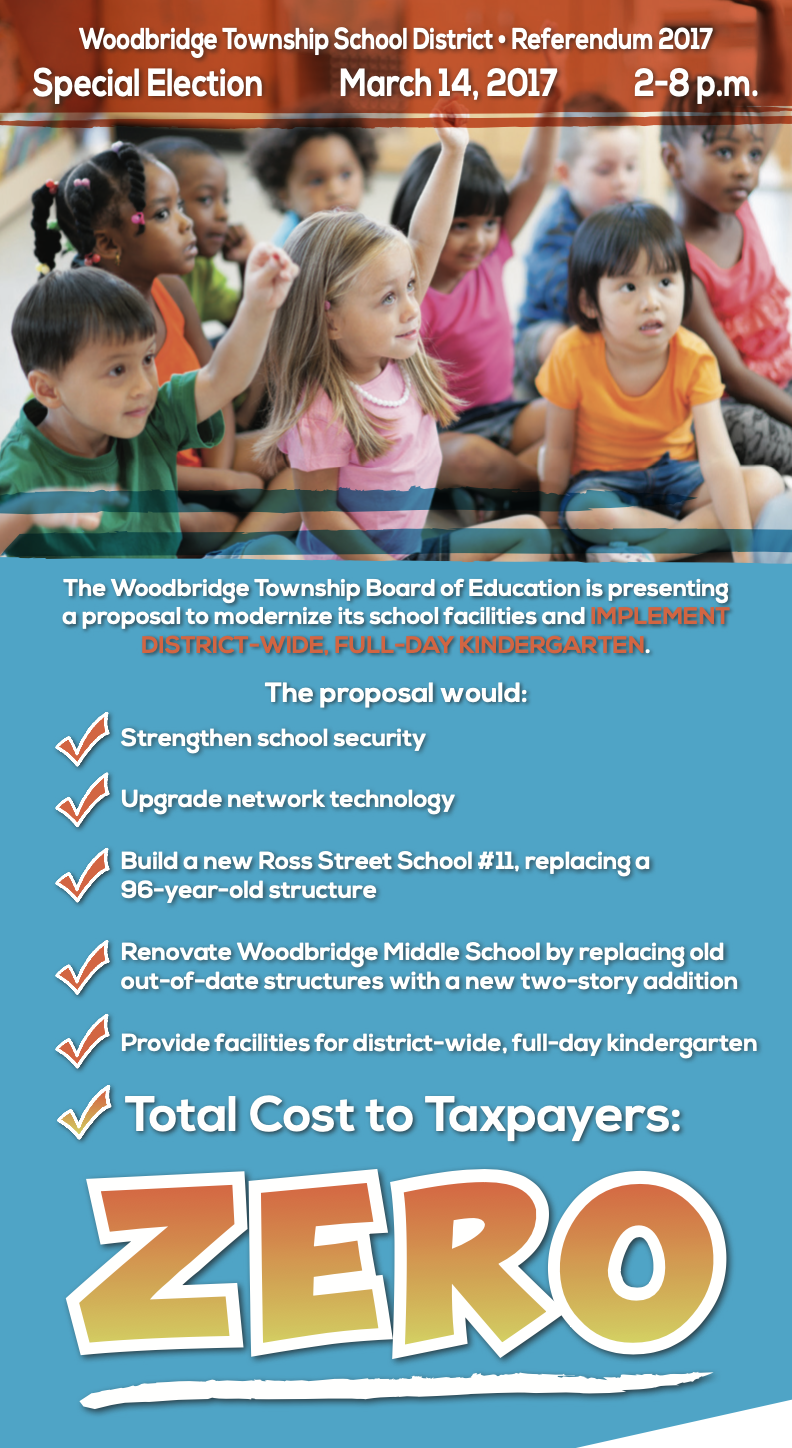 Woodbridge Township School District • Referendum 2017
Special Election March 14, 2017 2-8 p.m.
The Woodbridge Township Board of Education is presenting
a proposal to modernize its school facilities and IMPLEMENT
DISTRICT-WIDE, FULL-DAY KINDERGARTEN.
The proposal would:
Strengthen school security
Upgrade network technology
Build a new Ross Street School #11, replacing a
96-year-old structure
Renovate Woodbridge Middle School by replacing old
out-of-date structures with a new two-story addition
Provide facilities for district-wide, full-day kindergarten
Total Cost to Taxpayers:
ZERO